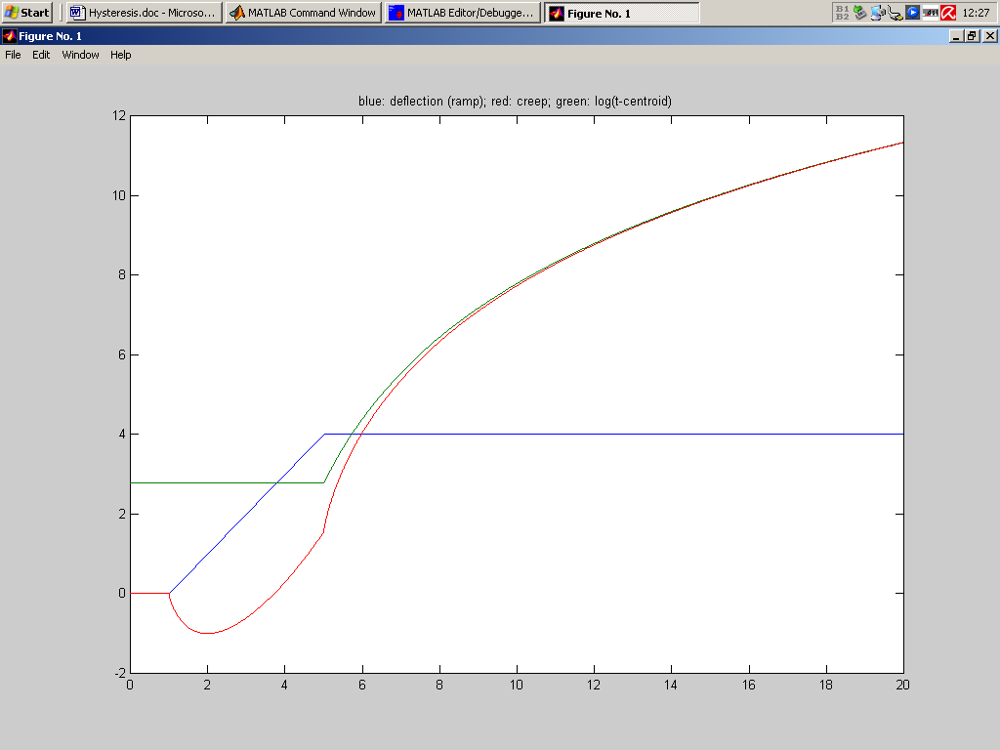 Start Hysteresis.doc - Microso... MATLAB Command Window MATLAB Editor/Debugge... Figure No. 1 B1 B2 12:27
Figure No. 1
File Edit Window Help
blue: deflection (ramp); red: creep; green: log(t-centroid)
12
10
8
6
4
2
0
-2
0 2 4 6 8 10 12 14 16 18 20